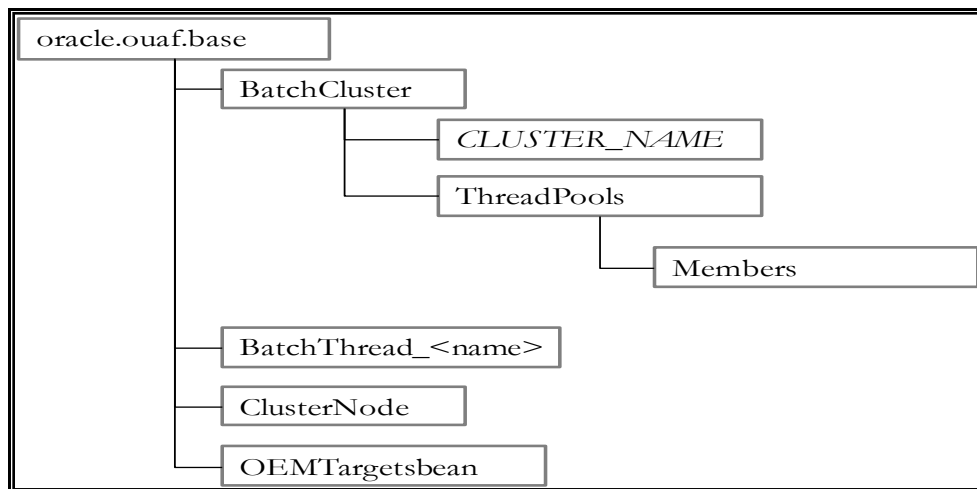 oracle.ouaf.base
BatchCluster
CLUSTER_NAME
ThreadPools
Members
BatchThread_<name>
ClusterNode
OEMTargetsbean